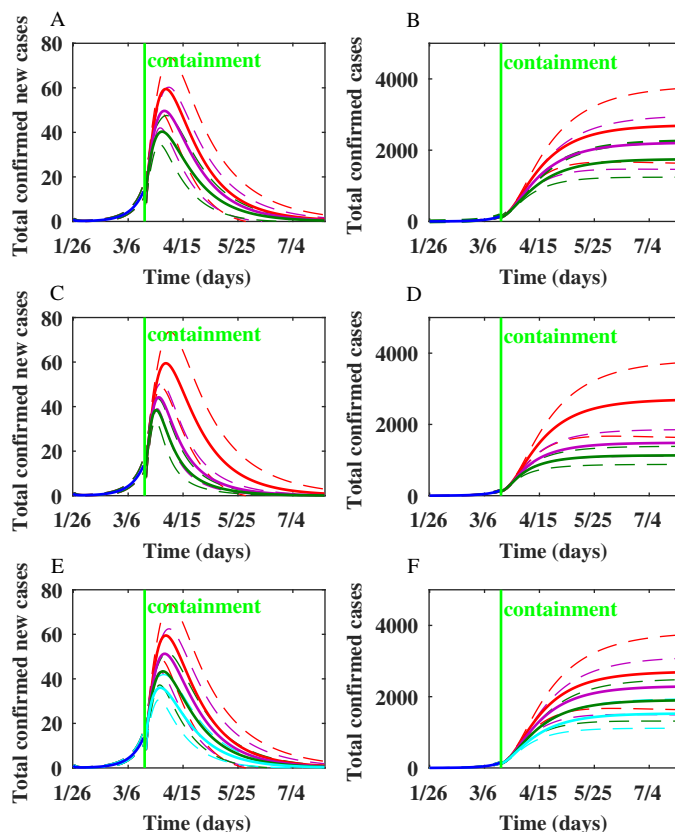 A
B
80
60
40
20
0
containment
Total confirmed new cases
1/26 3/6 4/15 5/25 7/4
Time (days)
4000
2000
0
containment
Total confirmed cases
1/26 3/6 4/15 5/25 7/4
Time (days)
C
D
80
60
40
20
0
containment
Total confirmed new cases
1/26 3/6 4/15 5/25 7/4
Time (days)
4000
2000
0
containment
Total confirmed cases
1/26 3/6 4/15 5/25 7/4
Time (days)
E
F
80
60
40
20
0
containment
Total confirmed new cases
1/26 3/6 4/15 5/25 7/4
Time (days)
4000
2000
0
containment
Total confirmed cases
1/26 3/6 4/15 5/25 7/4
Time (days)